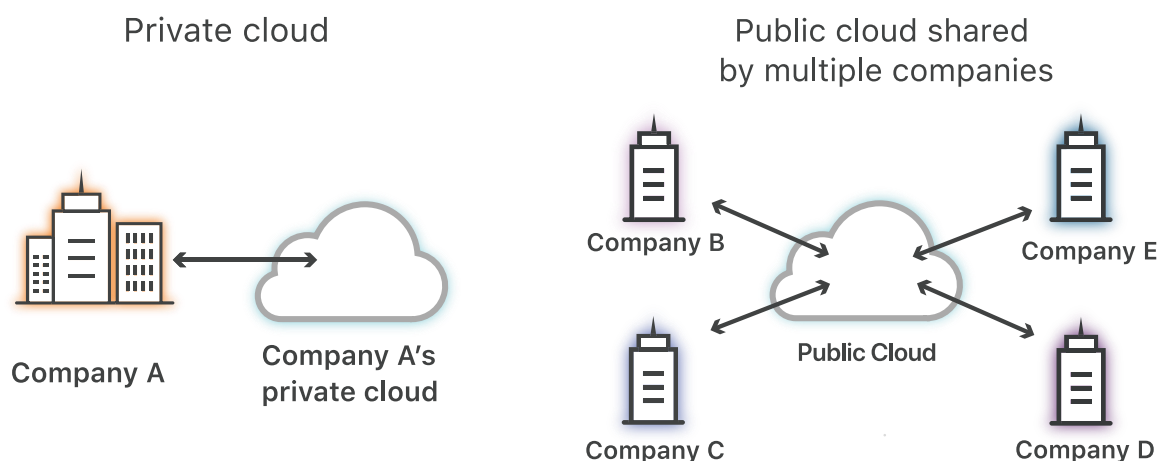 Private cloud
Company A
Company A’s
private cloud
Public cloud shared
by multiple companies
Company B
Company E
Public Cloud
Company C
Company D